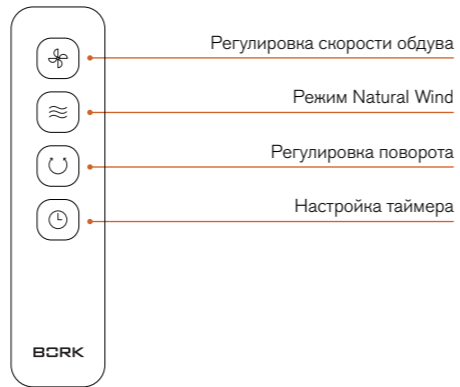 Регулировка скорости обдува
Режим Natural Wind
Регулировка поворота
Настройка таймера
BORK